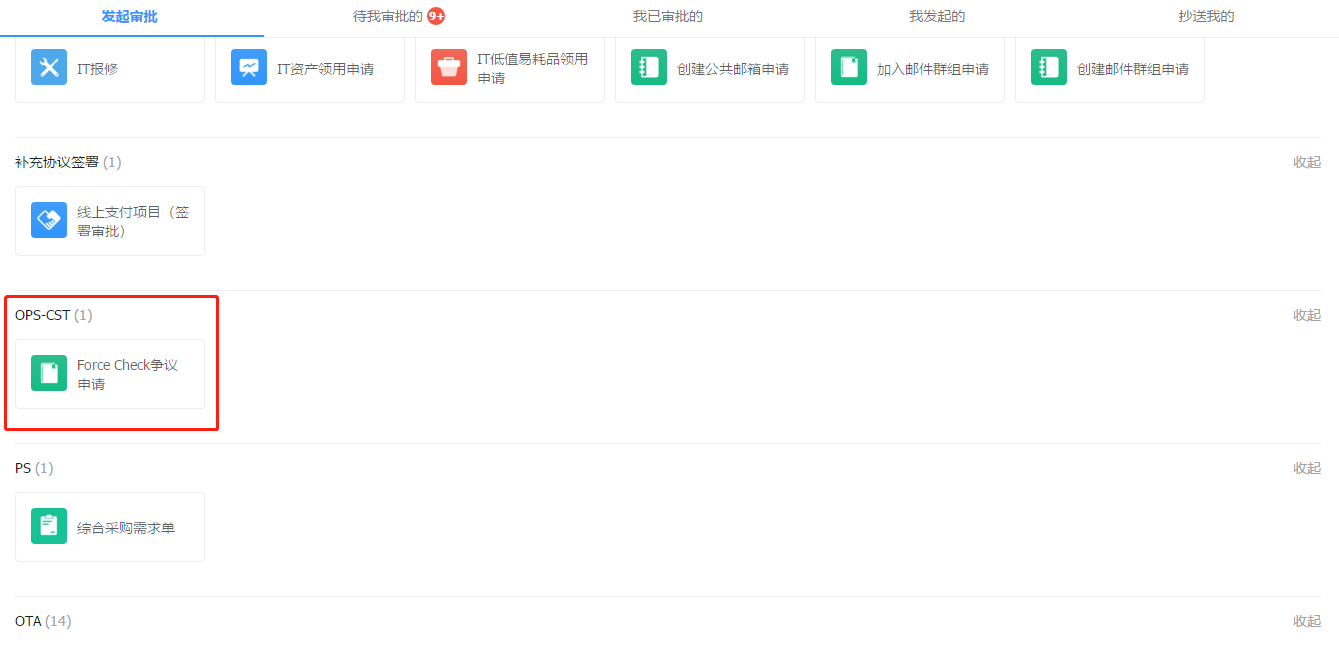 发起审批
待我审批的 9+
我已审批的
我发起的
抄送我的
IT报修
IT资产领用申请
IT低值易耗品领用
申请
创建公共邮箱申请
加入邮件群组申请
创建邮件群组申请
补充协议签署 (1)
收起
线上支付项目（签
署审批）
OPS-CST (1)
收起
Force Check争议
申请
PS (1)
收起
综合采购需求单
OTA (14)
收起